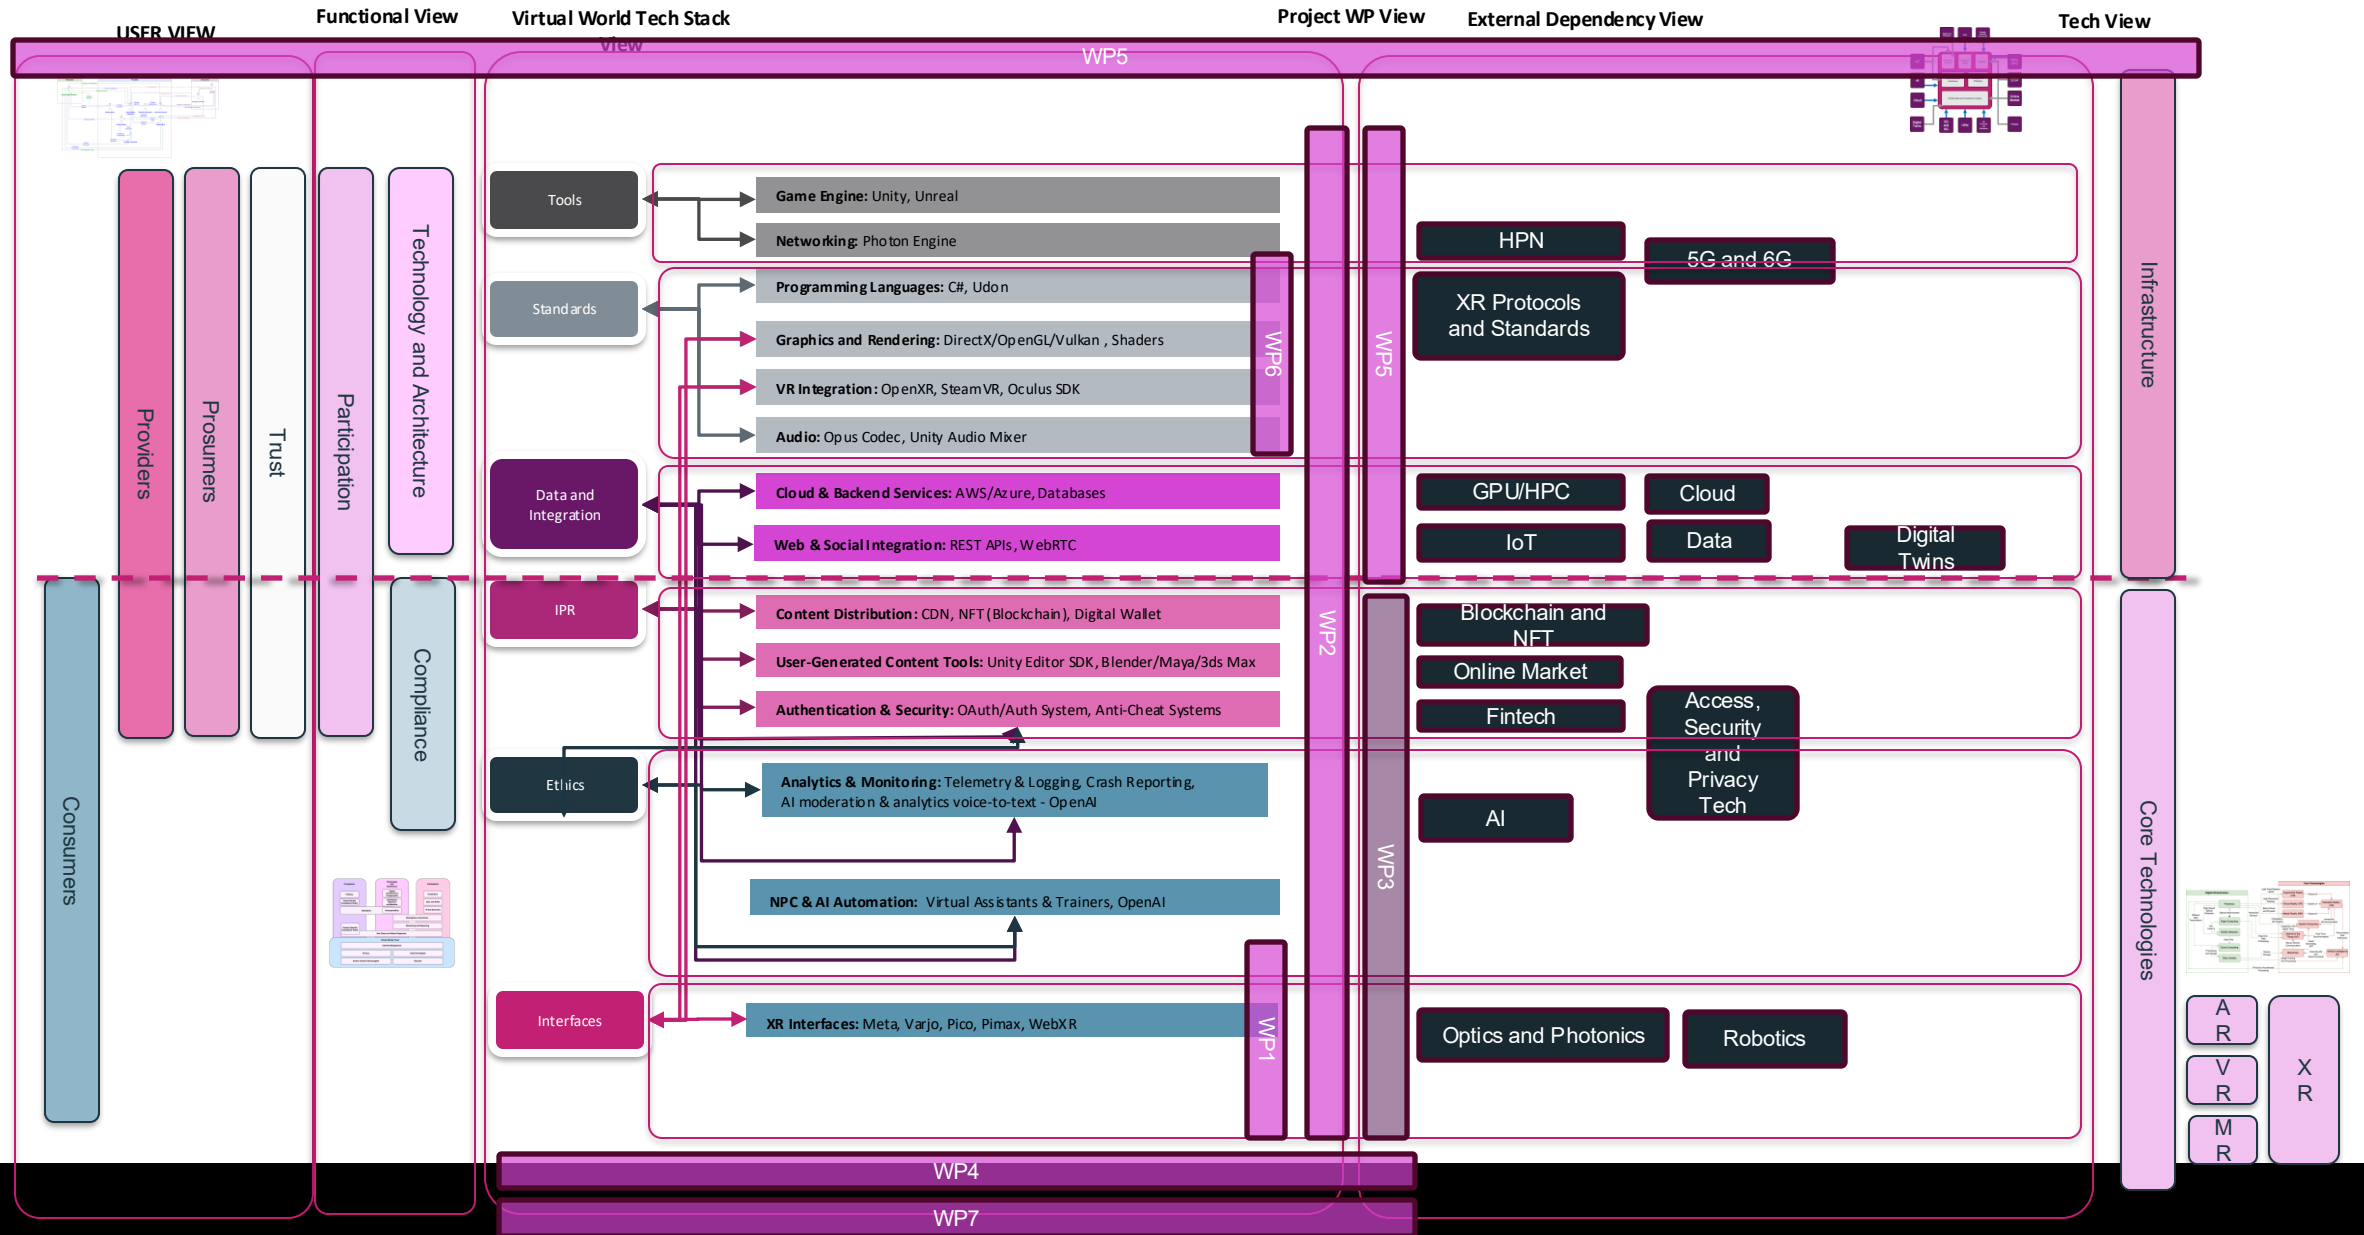 USER VIEW
Functional View
Virtual World Tech Stack
View
Project WP View
External Dependency View
Tech View
WP5
Providers
Prosumers
Trust
Participation
Technology and Architecture
Consumers
Compliance
Tools
Game Engine: Unity, Unreal
Networking: Photon Engine
Standards
Programming Languages: C#, Udon
Graphics and Rendering: DirectX/OpenGL/Vulkan , Shaders
VR Integration: OpenXR, SteamVR, Oculus SDK
Audio: Opus Codec, Unity Audio Mixer
Data and
Integration
Cloud & Backend Services: AWS/Azure, Databases
Web & Social Integration: REST APIs, WebRTC
IPR
Content Distribution: CDN, NFT (Blockchain), Digital Wallet
User-Generated Content Tools: Unity Editor SDK, Blender/Maya/3ds Max
Authentication & Security: OAuth/Auth System, Anti-Cheat Systems
Ethics
Analytics & Monitoring: Telemetry & Logging, Crash Reporting,
AI moderation & analytics voice-to-text - OpenAI
NPC & AI Automation: Virtual Assistants & Trainers, OpenAI
Interfaces
XR Interfaces: Meta, Varjo, Pico, Pimax, WebXR
WP6
WP1
WP2
WP5
WP3
WP4
WP7
HPN
5G and 6G
XR Protocols
and Standards
GPU/HPC
Cloud
IoT
Data
Digital
Twins
Blockchain and
NFT
Online Market
Fintech
Access,
Security
and
Privacy
Tech
AI
Optics and Photonics
Robotics
Infrastructure
Core Technologies
A
R
V
R
M
R
X
R